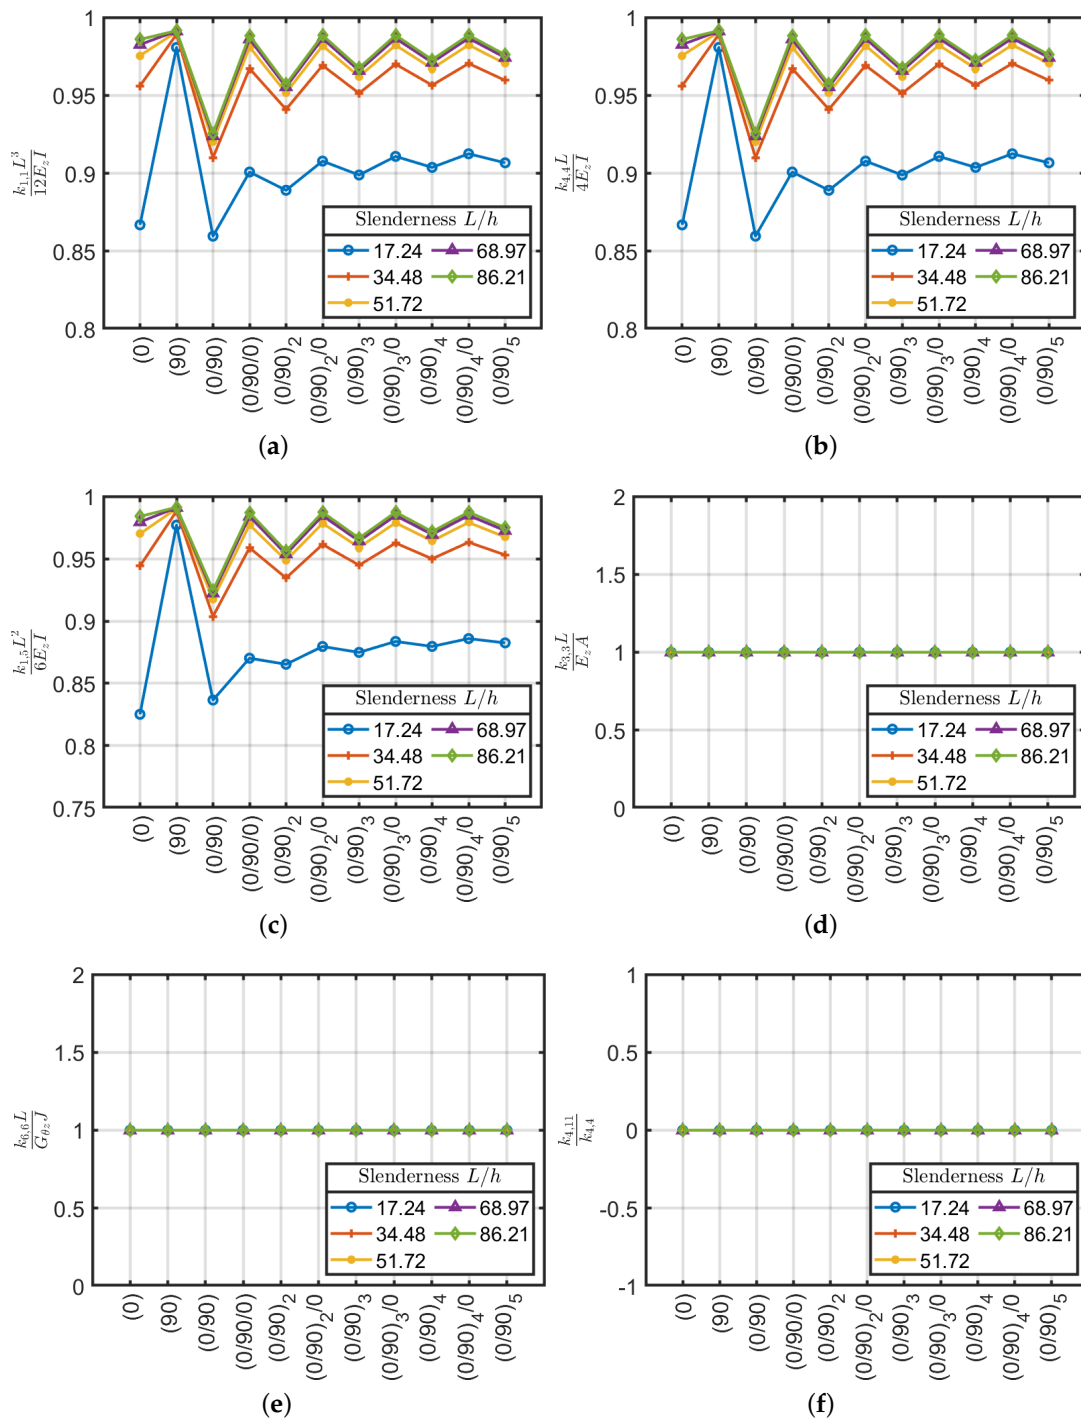 1
0.95
0.9
0.85
0.8
k_{1,1}L^3 / 12E_zI
Slenderness L/h
17.24 68.97
34.48 86.21
51.72
(0) (90) (0/90) (0/90/0) (0/90)_2 (0/90)_2/0 (0/90)_3 (0/90)_3/0 (0/90)_4 (0/90)_4/0 (0/90)_5
(a)
1
0.95
0.9
0.85
0.8
k_{4,4}L / 4E_zI
Slenderness L/h
17.24 68.97
34.48 86.21
51.72
(0) (90) (0/90) (0/90/0) (0/90)_2 (0/90)_2/0 (0/90)_3 (0/90)_3/0 (0/90)_4 (0/90)_4/0 (0/90)_5
(b)
1
0.95
0.9
0.85
0.8
0.75
k_{1,5}L^2 / 6E_zI
Slenderness L/h
17.24 68.97
34.48 86.21
51.72
(0) (90) (0/90) (0/90/0) (0/90)_2 (0/90)_2/0 (0/90)_3 (0/90)_3/0 (0/90)_4 (0/90)_4/0 (0/90)_5
(c)
2
1.5
1
0.5
0
k_{3,3}L / E_zA
Slenderness L/h
17.24 68.97
34.48 86.21
51.72
(0) (90) (0/90) (0/90/0) (0/90)_2 (0/90)_2/0 (0/90)_3 (0/90)_3/0 (0/90)_4 (0/90)_4/0 (0/90)_5
(d)
2
1.5
1
0.5
0
k_{6,6}L / G_{θz}J
Slenderness L/h
17.24 68.97
34.48 86.21
51.72
(0) (90) (0/90) (0/90/0) (0/90)_2 (0/90)_2/0 (0/90)_3 (0/90)_3/0 (0/90)_4 (0/90)_4/0 (0/90)_5
(e)
1
0.5
0
-0.5
-1
k_{4,11} / k_{4,4}
Slenderness L/h
17.24 68.97
34.48 86.21
51.72
(0) (90) (0/90) (0/90/0) (0/90)_2 (0/90)_2/0 (0/90)_3 (0/90)_3/0 (0/90)_4 (0/90)_4/0 (0/90)_5
(f)